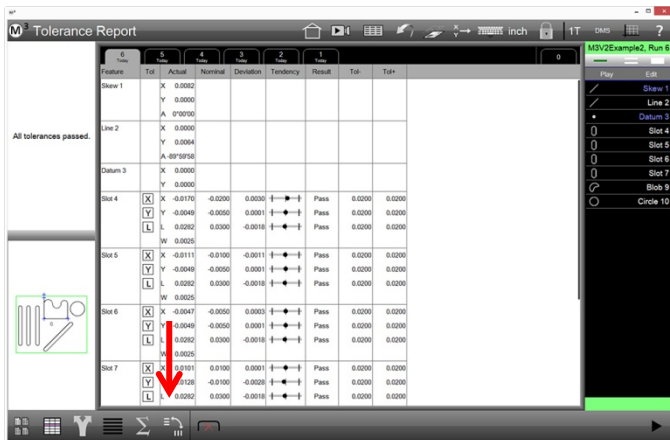 M³ Tolerance Report
inch
1T
DMS
?
M3V2Example2, Run 6
6 Today 5 Today 4 Today 3 Today 2 Today 1 Today 0
Play Edit
Feature Tol Actual Nominal Deviation Tendency Result Tol- Tol+
All tolerances passed.
Skew 1 X 0.0082
Y 0.0000
A 0°00'00
Line 2 X 0.0000
Y 0.0064
A -89°59'58
Datum 3 X 0.0000
Y 0.0000
Slot 4 X X -0.0170 -0.0200 0.0030 Pass 0.0200 0.0200
Y Y -0.0049 -0.0050 0.0001 Pass 0.0200 0.0200
L L 0.0282 0.0300 -0.0018 Pass 0.0200 0.0200
W 0.0025
Slot 5 X X -0.0111 -0.0100 -0.0011 Pass 0.0200 0.0200
Y Y -0.0049 -0.0050 0.0001 Pass 0.0200 0.0200
L L 0.0282 0.0300 -0.0018 Pass 0.0200 0.0200
W 0.0025
Slot 6 X X -0.0047 -0.0050 0.0003 Pass 0.0200 0.0200
Y Y -0.0049 -0.0050 0.0001 Pass 0.0200 0.0200
L L 0.0282 0.0300 -0.0018 Pass 0.0200 0.0200
W 0.0025
Slot 7 X X 0.0101 0.0100 0.0001 Pass 0.0200 0.0200
Y -0.0100 -0.0028 Pass 0.0200 0.0200
L L 0.0282 0.0300 -0.0018 Pass 0.0200 0.0200
Skew 1
Line 2
Datum 3
Slot 4
Slot 5
Slot 6
Slot 7
Blob 9
Circle 10